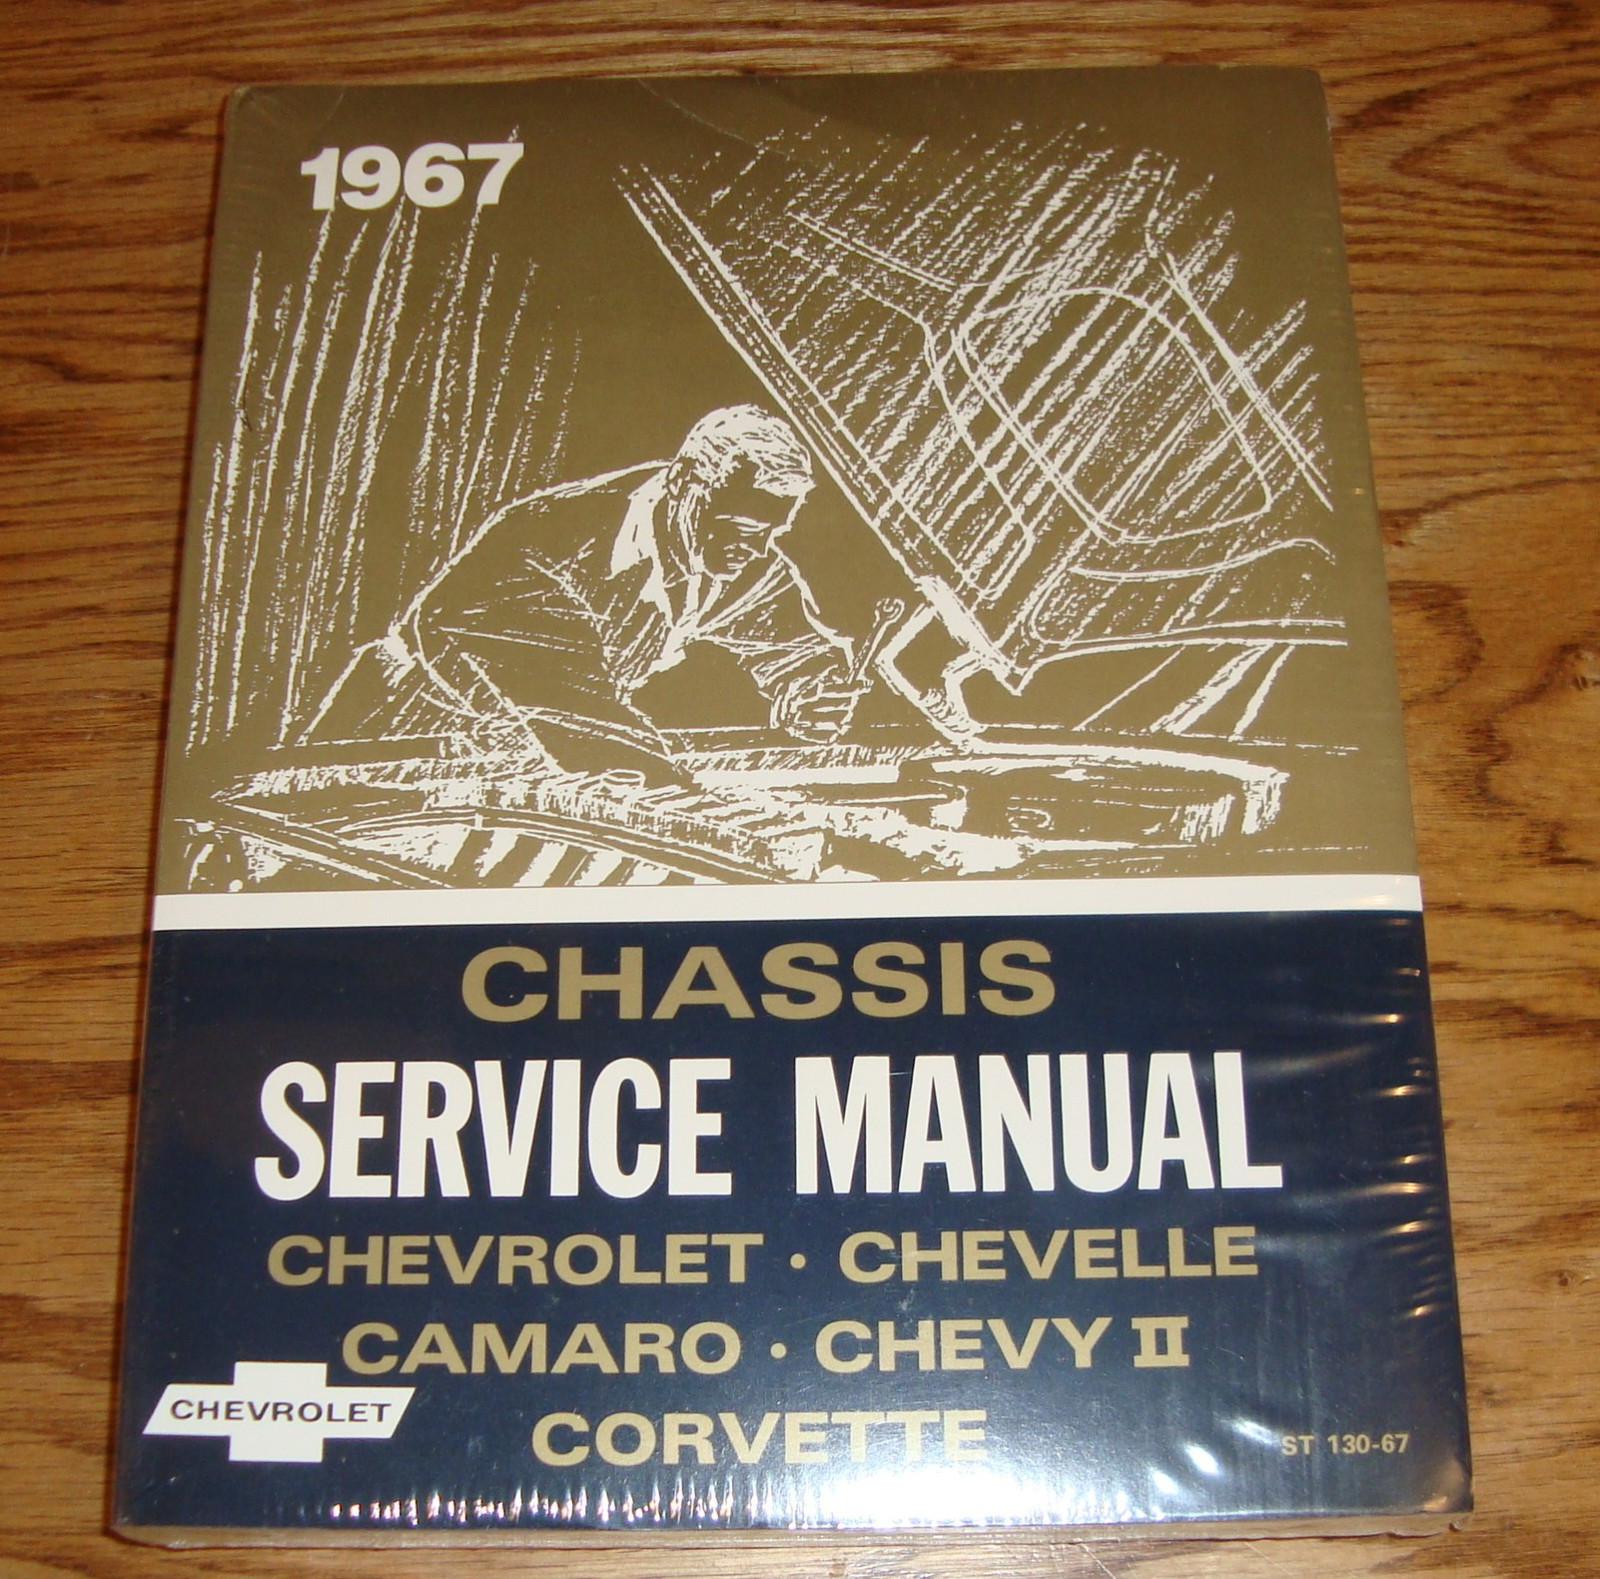 1967
CHASSIS
SERVICE MANUAL
CHEVROLET · CHEVELLE
CAMARO · CHEVY II
CHEVROLET
CORVETTE
ST 130-67